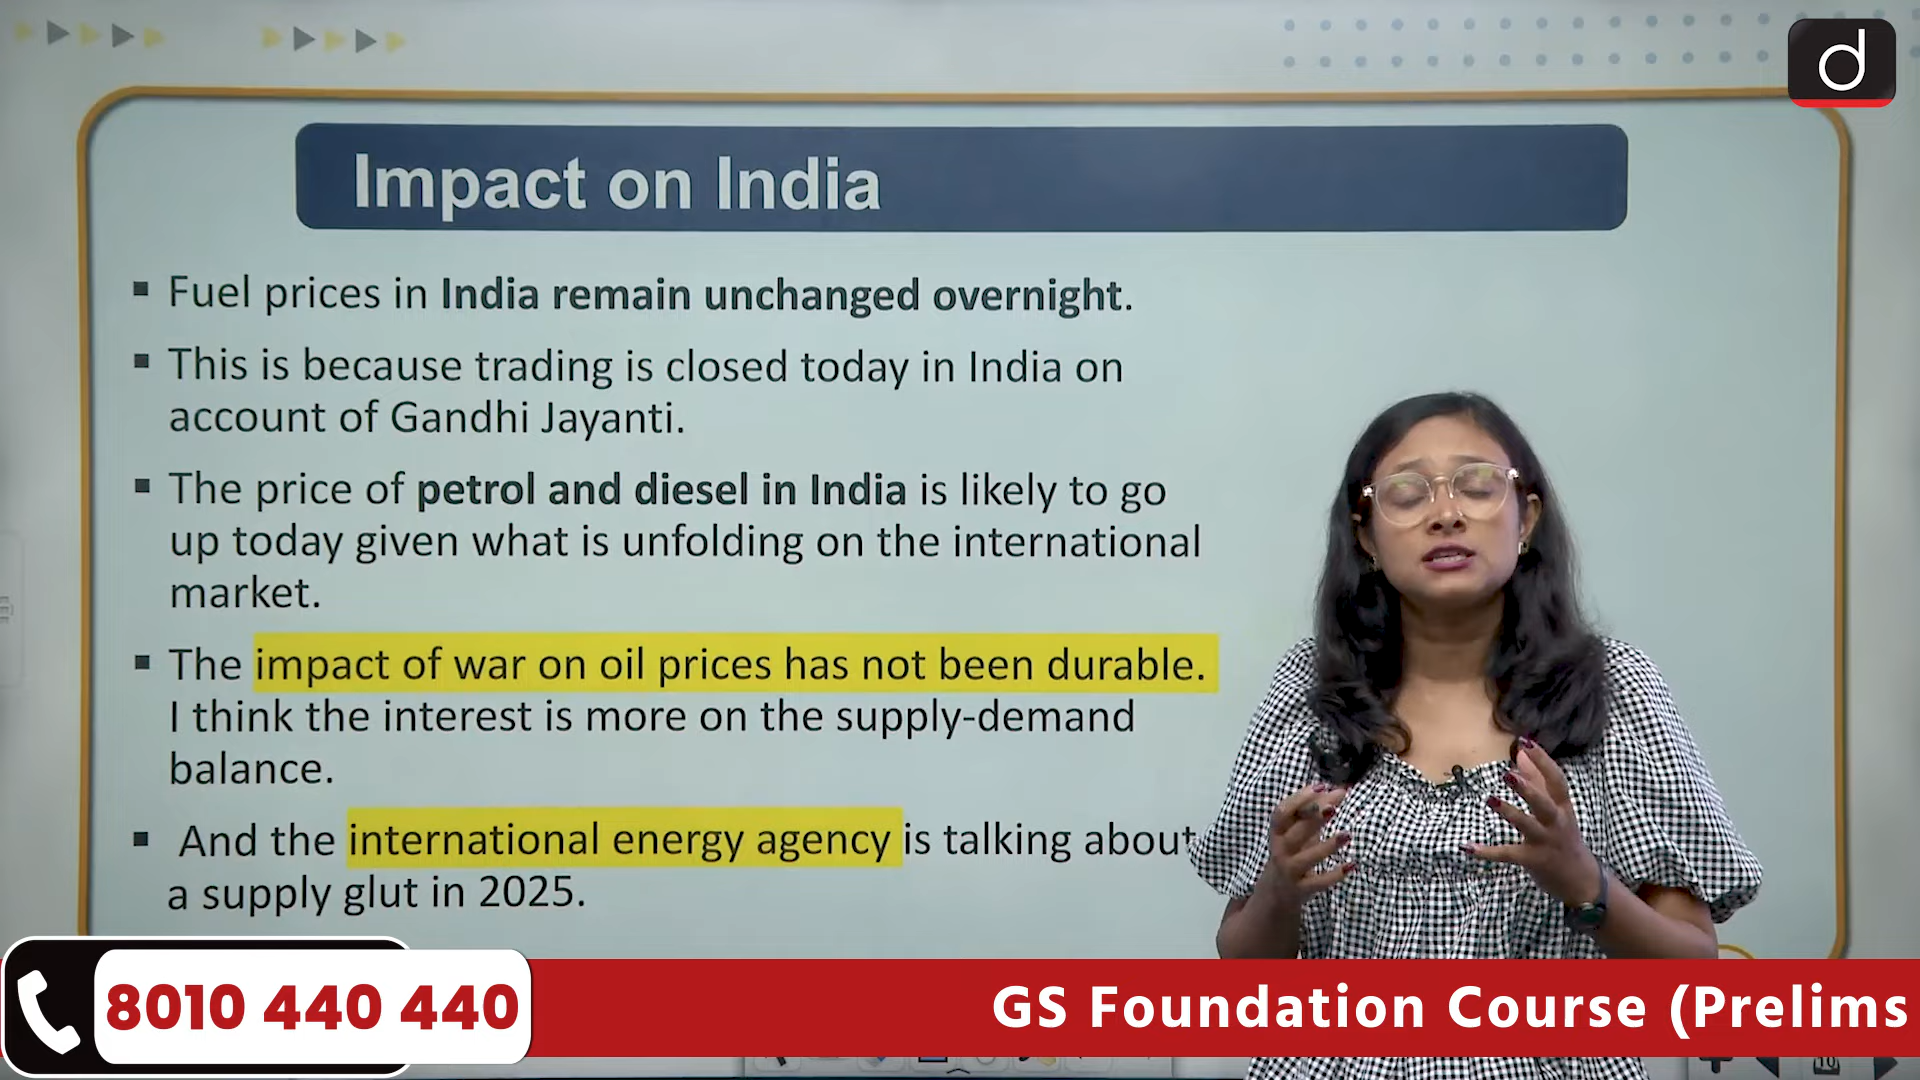 d
Impact on India
▪ Fuel prices in India remain unchanged overnight.
▪ This is because trading is closed today in India on
account of Gandhi Jayanti.
▪ The price of petrol and diesel in India is likely to go
up today given what is unfolding on the international
market.
▪ The impact of war on oil prices has not been durable.
I think the interest is more on the supply-demand
balance.
▪ And the international energy agency is talking about
a supply glut in 2025.
8010 440 440
GS Foundation Course (Prelims
10